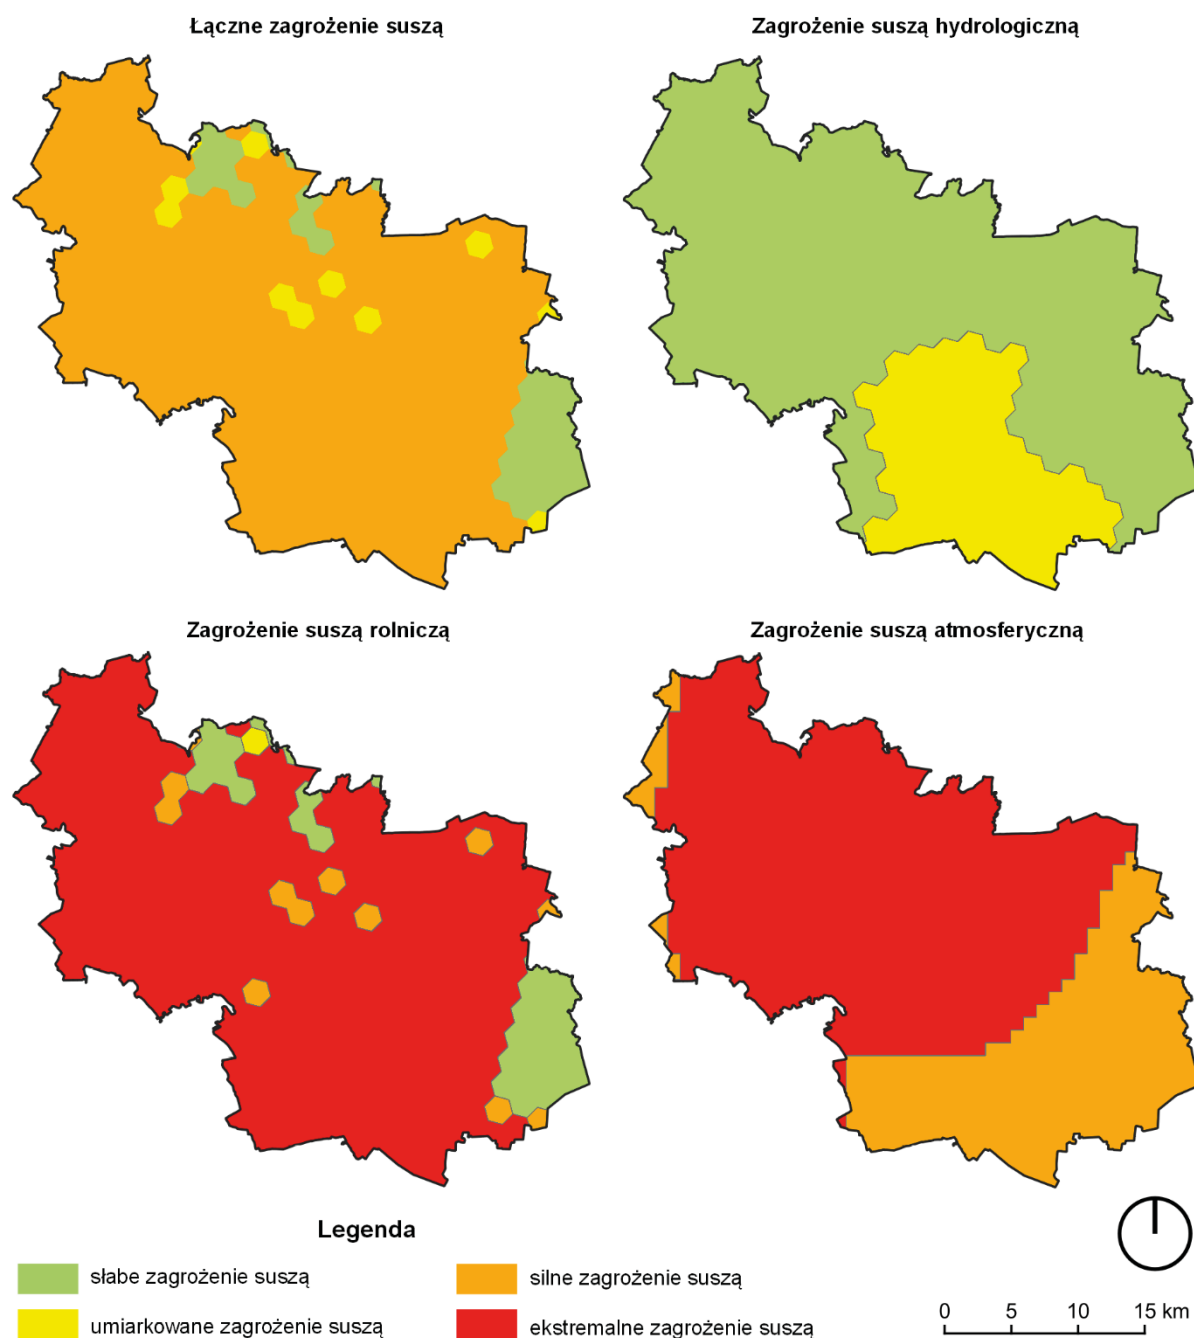 Łączne zagrożenie suszą
Zagrożenie suszą hydrologiczną
Zagrożenie suszą rolniczą
Zagrożenie suszą atmosferyczną
Legenda
słabe zagrożenie suszą
silne zagrożenie suszą
umiarkowane zagrożenie suszą
ekstremalne zagrożenie suszą
0 5 10 15 km